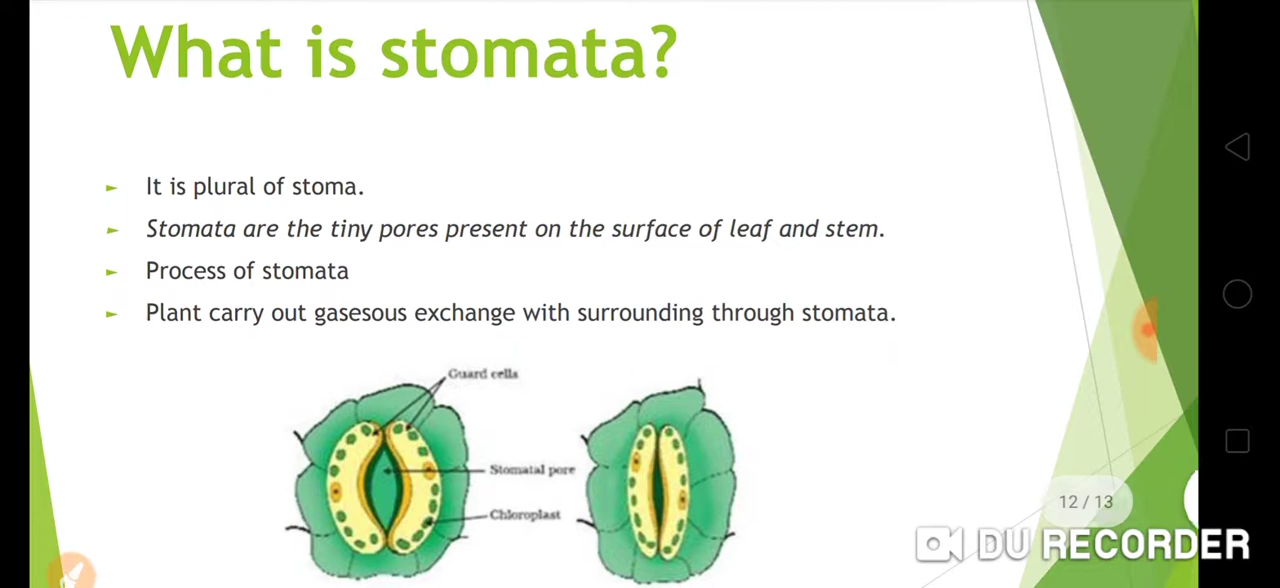 What is stomata?
It is plural of stoma.
Stomata are the tiny pores present on the surface of leaf and stem.
Process of stomata
Plant carry out gasesous exchange with surrounding through stomata.
Guard cells
Stomatal pore
Chloroplast
12 / 13
DU RECORDER